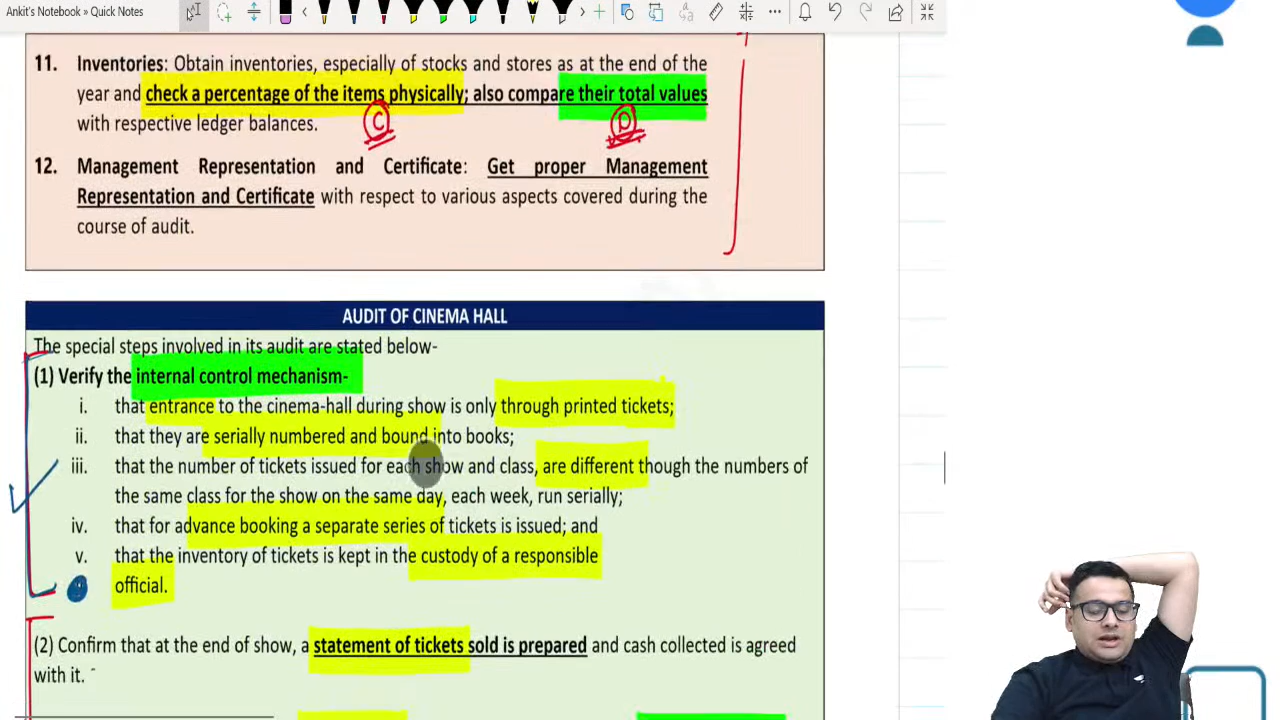 Ankit's Notebook » Quick Notes
11. Inventories: Obtain inventories, especially of stocks and stores as at the end of the
year and check a percentage of the items physically; also compare their total values
with respective ledger balances.
C
D
12. Management Representation and Certificate: Get proper Management
Representation and Certificate with respect to various aspects covered during the
course of audit.
AUDIT OF CINEMA HALL
The special steps involved in its audit are stated below-
(1) Verify the internal control mechanism-
i. that entrance to the cinema-hall during show is only through printed tickets;
ii. that they are serially numbered and bound into books;
iii. that the number of tickets issued for each show and class, are different though the numbers of
the same class for the show on the same day, each week, run serially;
iv. that for advance booking a separate series of tickets is issued; and
v. that the inventory of tickets is kept in the custody of a responsible
official.
(2) Confirm that at the end of show, a statement of tickets sold is prepared and cash collected is agreed
with it.